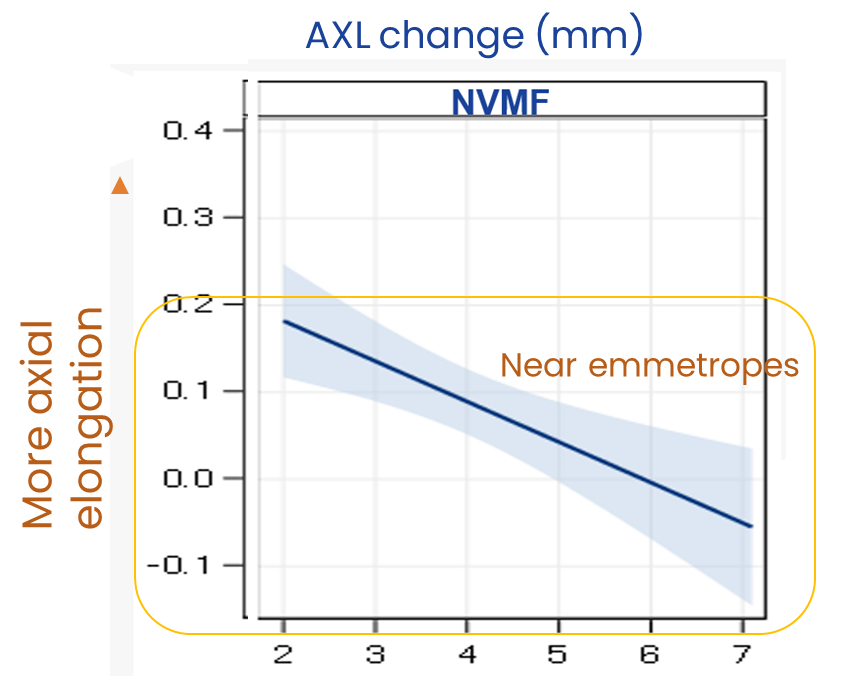 AXL change (mm)
NVMF
0.4
0.3
0.2
0.1
0.0
-0.1
More axial
elongation
Near emmetropes
2 3 4 5 6 7